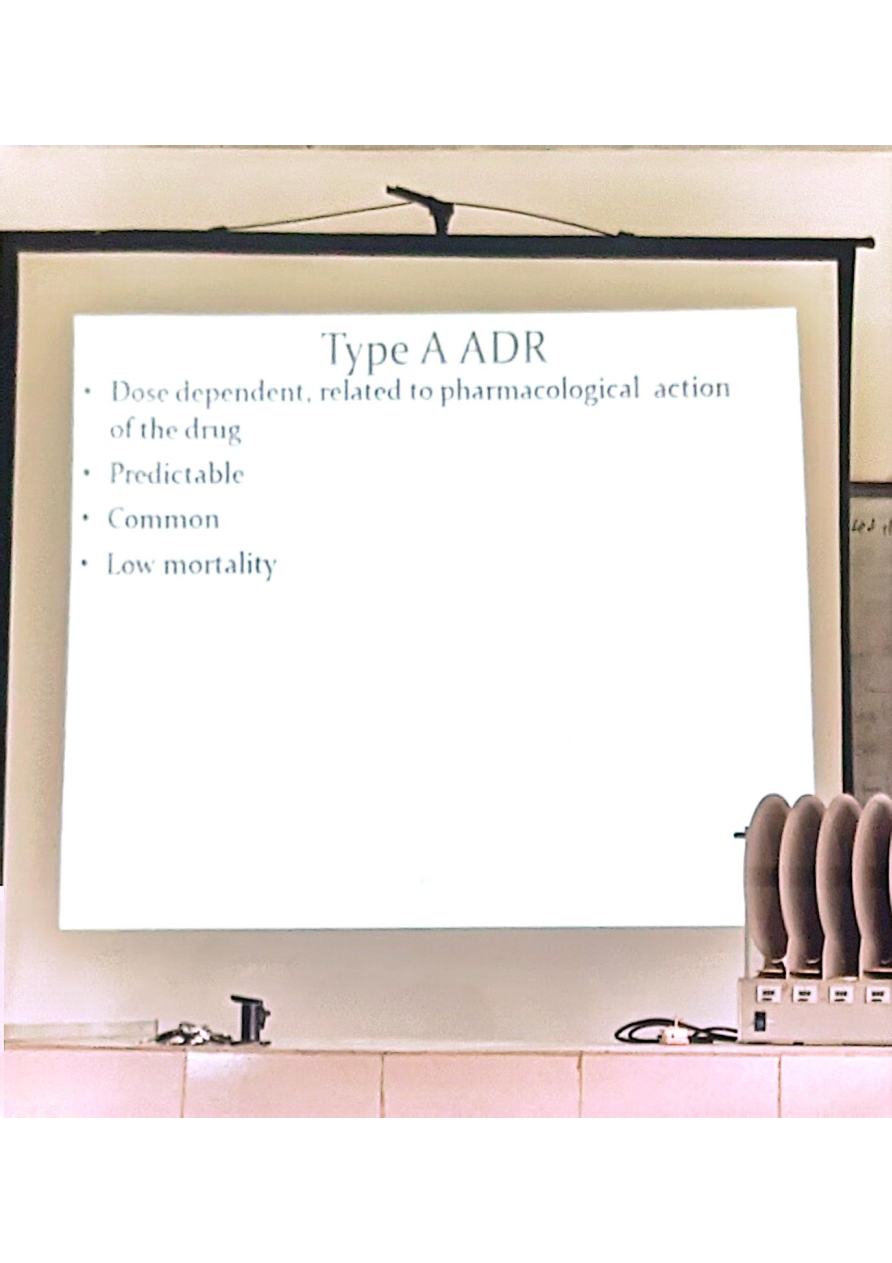 Type A ADR
• Dose dependent, related to pharmacological action
of the drug
• Predictable
• Common
• Low mortality